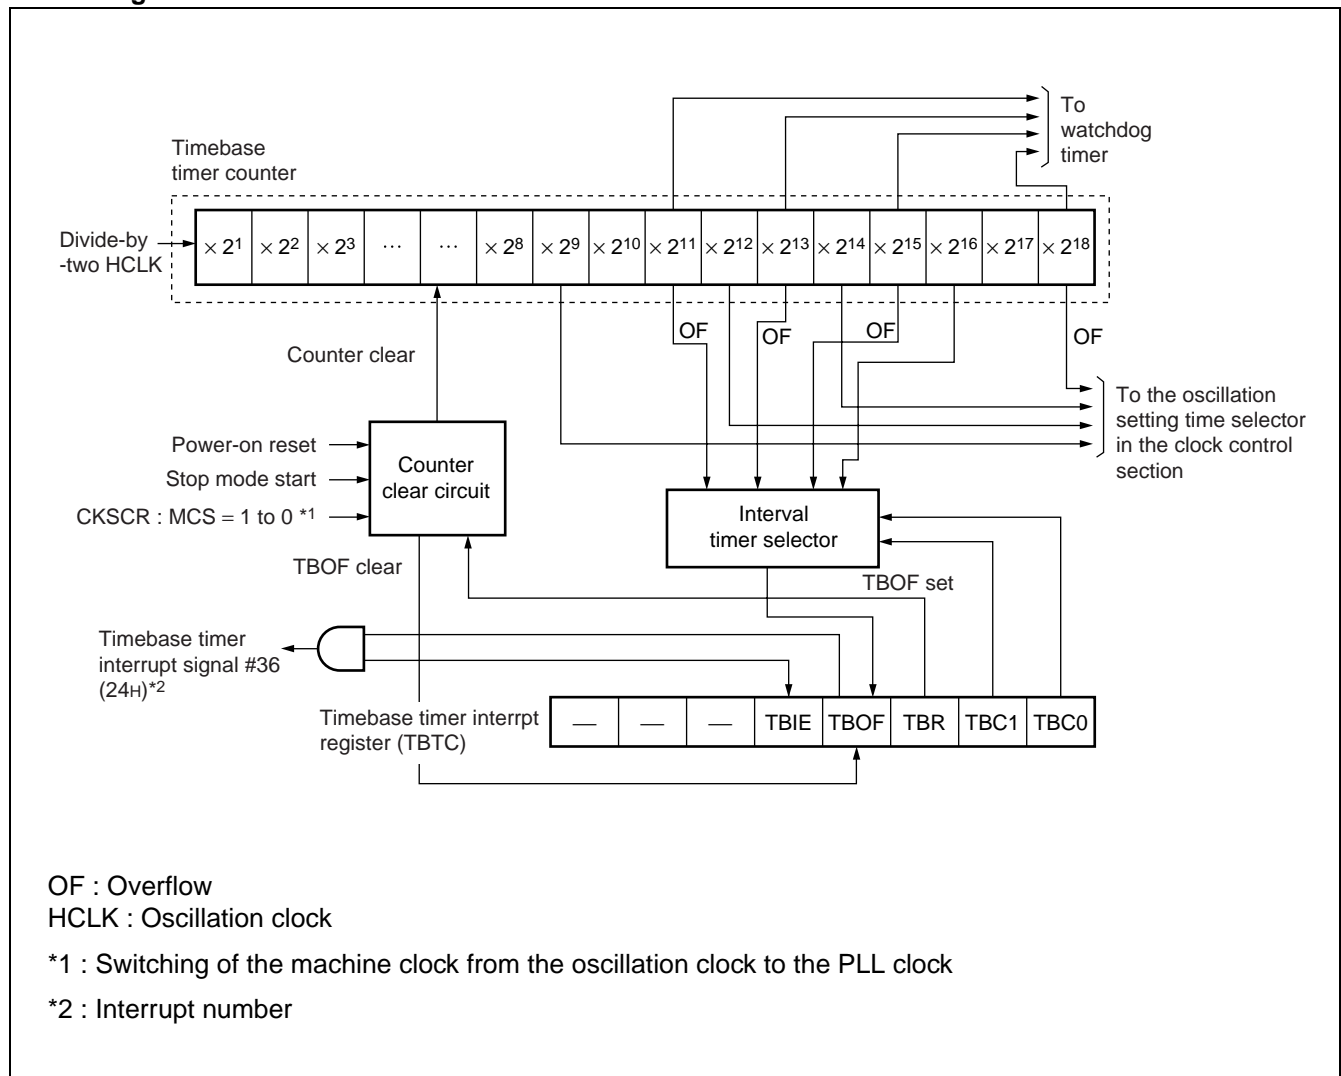 To
watchdog
timer
Timebase
timer counter
Divide-by
-two HCLK
× 2¹ × 2² × 2³ ··· ··· × 2⁸ × 2⁹ × 2¹⁰ × 2¹¹ × 2¹² × 2¹³ × 2¹⁴ × 2¹⁵ × 2¹⁶ × 2¹⁷ × 2¹⁸
OF OF OF OF
Counter clear
To the oscillation
setting time selector
in the clock control
section
Power-on reset
Stop mode start
CKSCR : MCS = 1 to 0 *1
Counter
clear circuit
Interval
timer selector
TBOF clear
TBOF set
Timebase timer
interrupt signal #36
(24H)*2
Timebase timer interrpt
register (TBTC)
— — — TBIE TBOF TBR TBC1 TBC0
OF : Overflow
HCLK : Oscillation clock
*1 : Switching of the machine clock from the oscillation clock to the PLL clock
*2 : Interrupt number